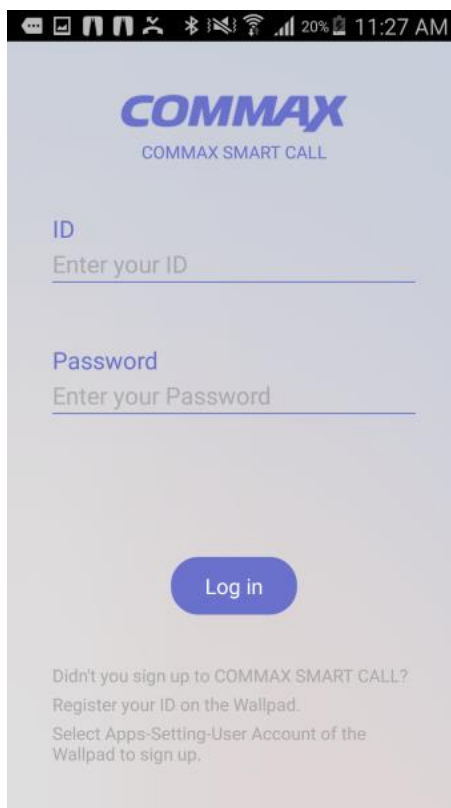 20% 11:27 AM
COMMAX
COMMAX SMART CALL
ID
Enter your ID
Password
Enter your Password
Log in
Didn't you sign up to COMMAX SMART CALL?
Register your ID on the Wallpad.
Select Apps-Setting-User Account of the
Wallpad to sign up.